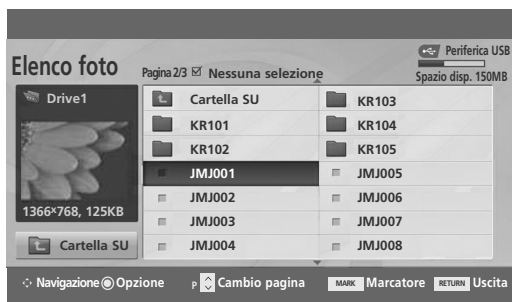 Periferica USB
Elenco foto
Pagina 2/3 Nessuna selezione
Spazio disp. 150MB
Drive1
Cartella SU
KR103
KR101
KR104
KR102
KR105
JMJ001
JMJ005
JMJ002
JMJ006
JMJ003
JMJ007
JMJ004
JMJ008
1366x768, 125KB
Cartella SU
Navigazione Opzione P Cambio pagina MARK Marcatore RETURN Uscita